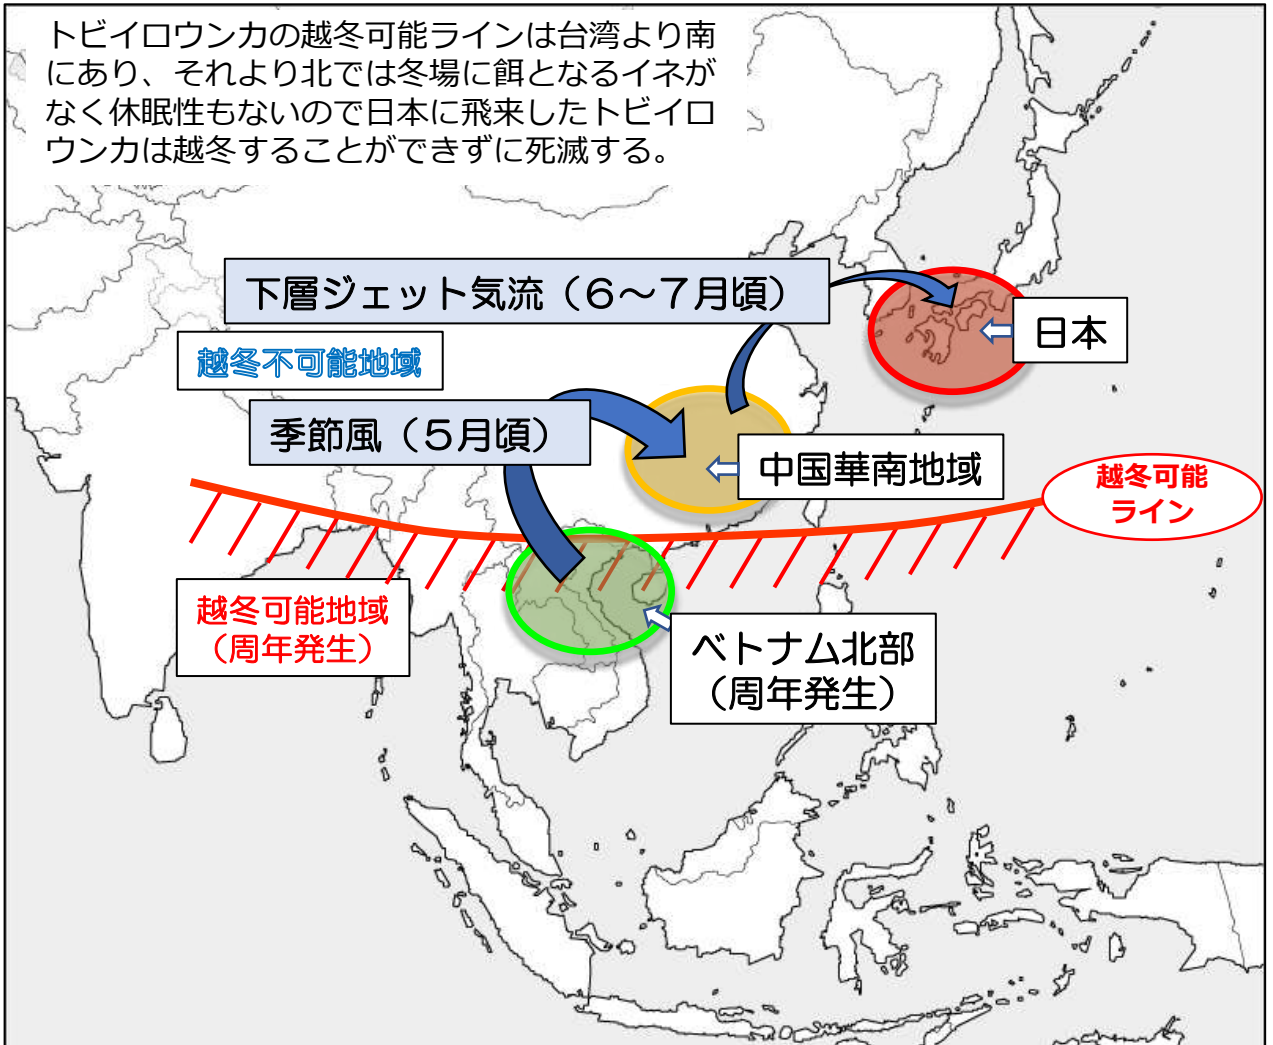 トビイロウンカの越冬可能ラインは台湾より南
にあり、それより北では冬場に餌となるイネが
なく休眠性もないので日本に飛来したトビイロ
ウンカは越冬することができずに死滅する。
下層ジェット気流（６～７月頃）
日本
越冬不可能地域
季節風（５月頃）
中国華南地域
越冬可能
ライン
越冬可能地域
（周年発生）
ベトナム北部
（周年発生）